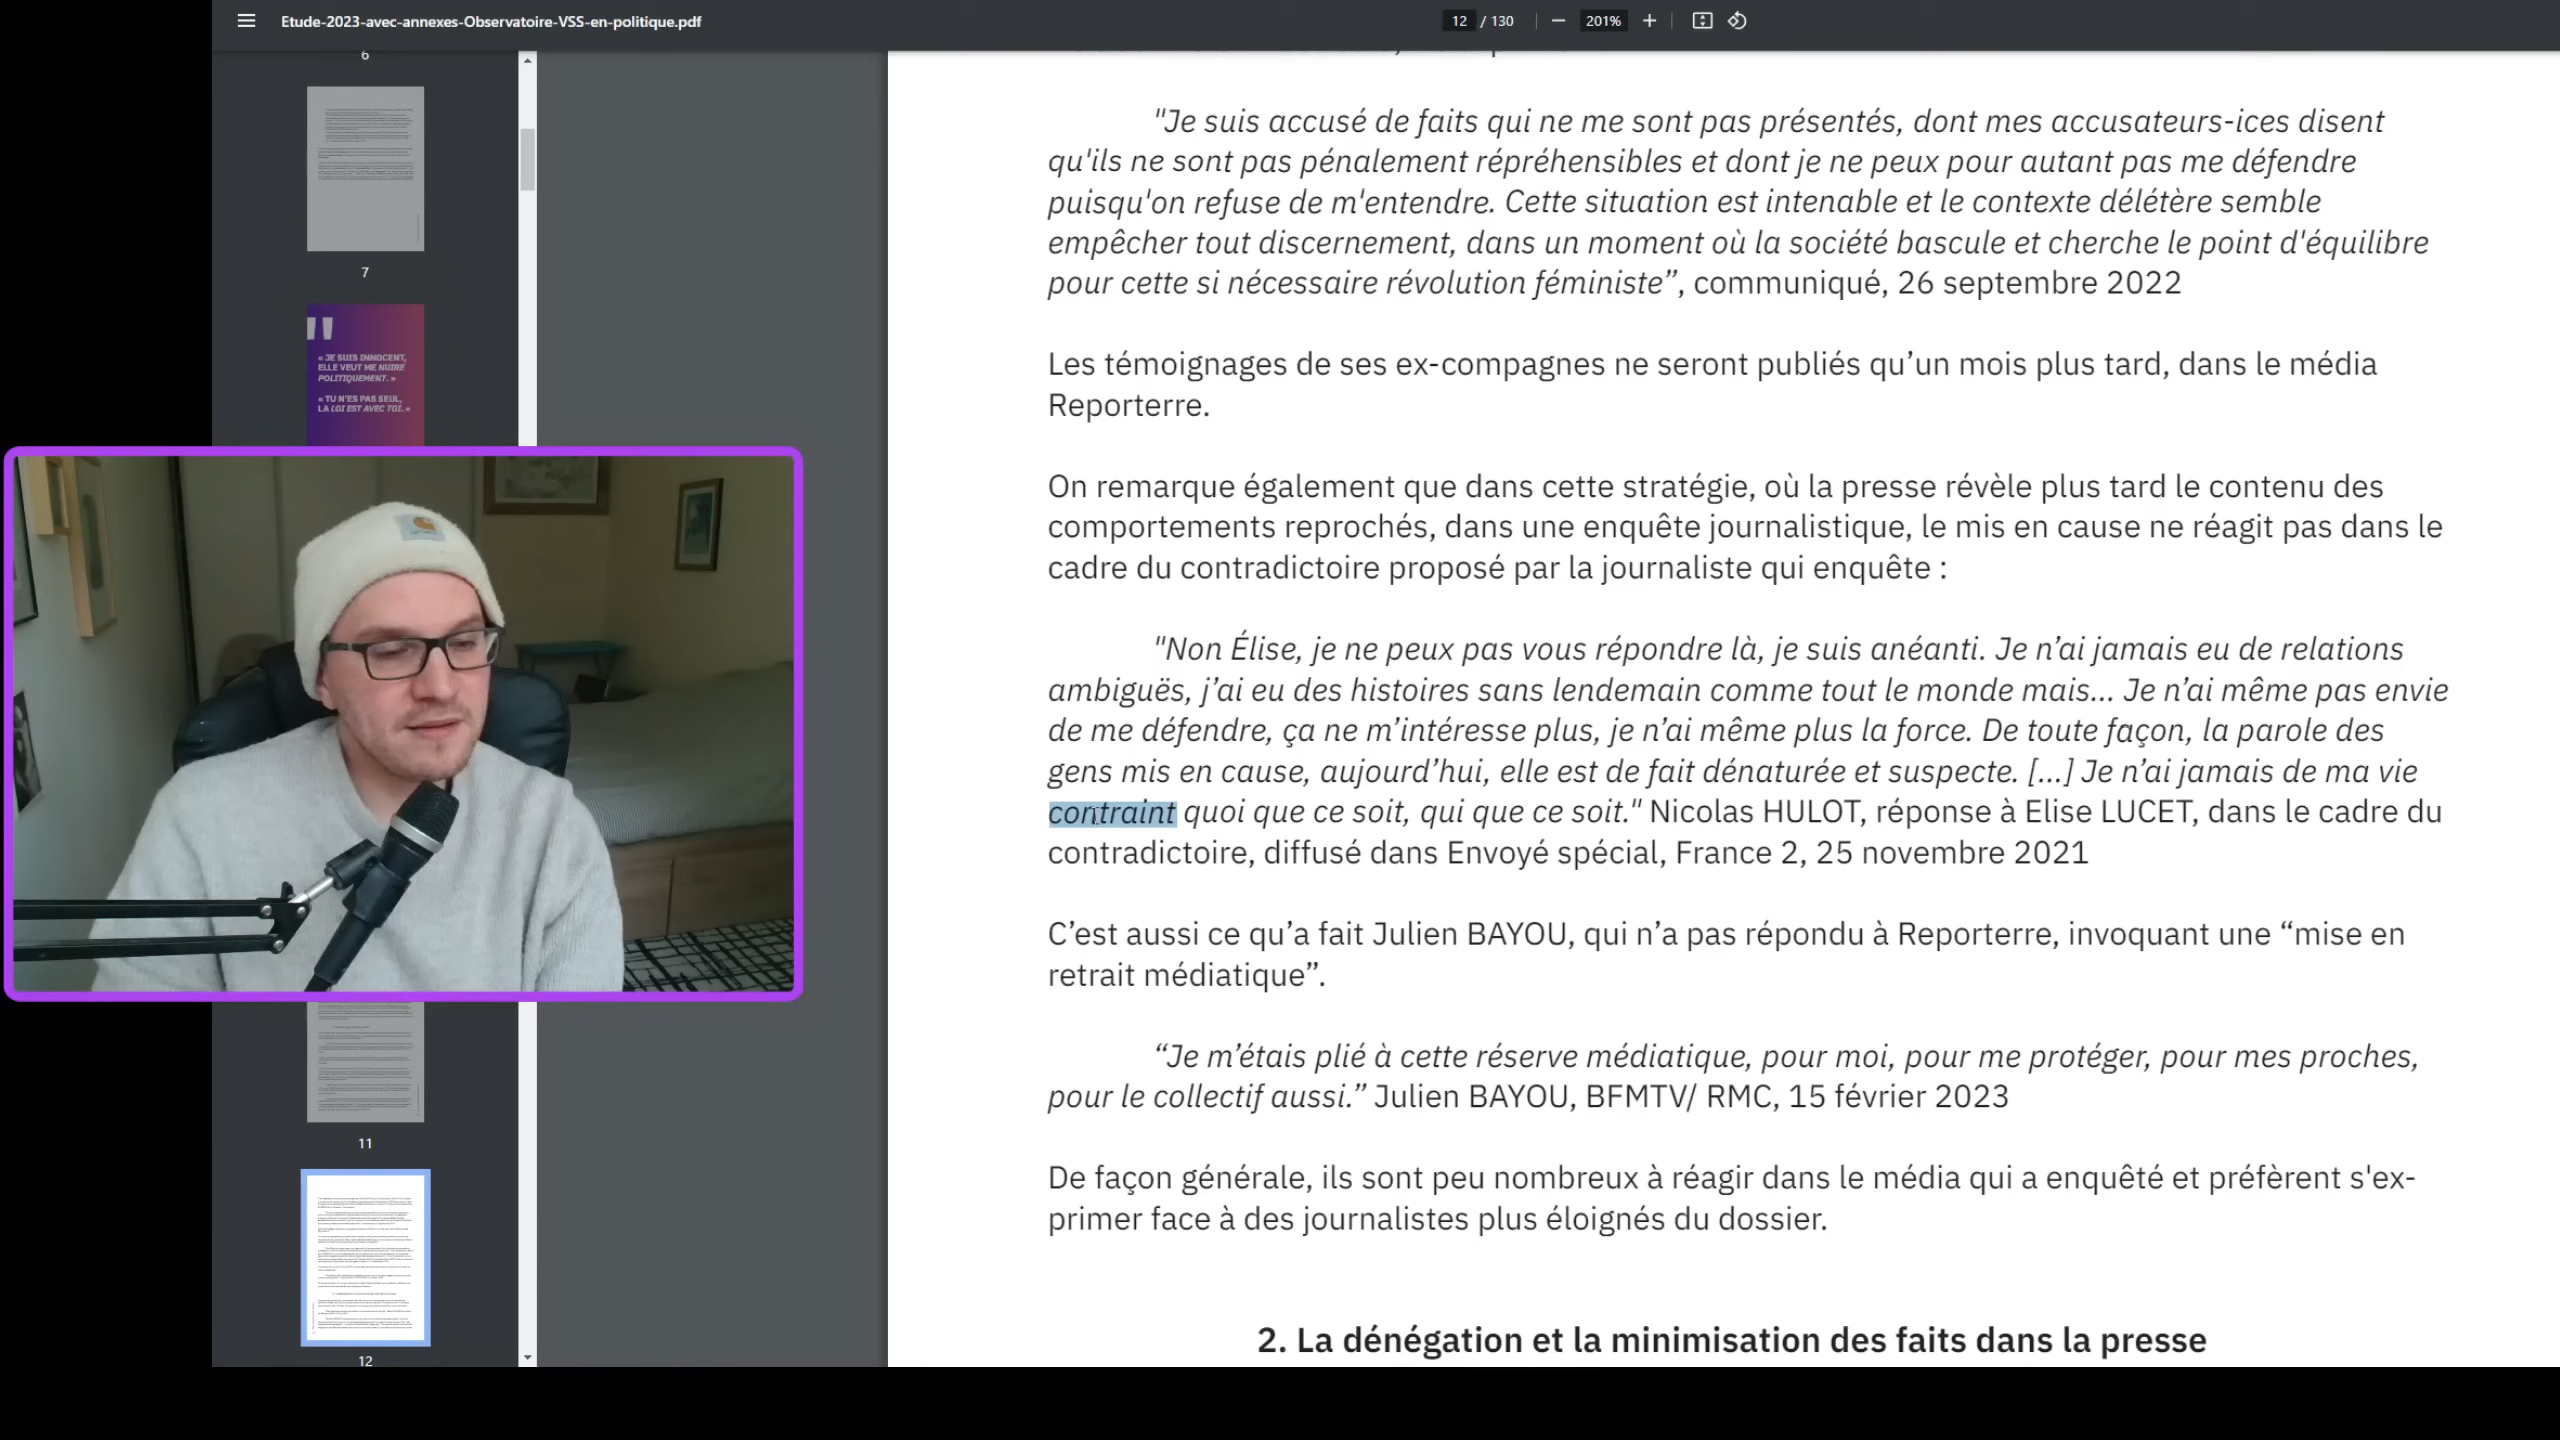 Etude-2023-avec-annexes-Observatoire-VSS-en-politique.pdf
12 / 130
201%
6
7
« JE SUIS INNOCENT,
ELLE VEUT ME NUIRE
POLITIQUEMENT. »
« TU N'ES PAS SEUL,
LA LOI EST AVEC TOI. »
11
12
"Je suis accusé de faits qui ne me sont pas présentés, dont mes accusateurs-ices disent
qu'ils ne sont pas pénalement répréhensibles et dont je ne peux pour autant pas me défendre
puisqu'on refuse de m'entendre. Cette situation est intenable et le contexte délétère semble
empêcher tout discernement, dans un moment où la société bascule et cherche le point d'équilibre
pour cette si nécessaire révolution féministe”, communiqué, 26 septembre 2022
Les témoignages de ses ex-compagnes ne seront publiés qu’un mois plus tard, dans le média
Reporterre.
On remarque également que dans cette stratégie, où la presse révèle plus tard le contenu des
comportements reprochés, dans une enquête journalistique, le mis en cause ne réagit pas dans le
cadre du contradictoire proposé par la journaliste qui enquête :
"Non Élise, je ne peux pas vous répondre là, je suis anéanti. Je n’ai jamais eu de relations
ambiguës, j’ai eu des histoires sans lendemain comme tout le monde mais... Je n’ai même pas envie
de me défendre, ça ne m’intéresse plus, je n’ai même plus la force. De toute façon, la parole des
gens mis en cause, aujourd’hui, elle est de fait dénaturée et suspecte. [...] Je n’ai jamais de ma vie
contraint quoi que ce soit, qui que ce soit." Nicolas HULOT, réponse à Elise LUCET, dans le cadre du
contradictoire, diffusé dans Envoyé spécial, France 2, 25 novembre 2021
C’est aussi ce qu’a fait Julien BAYOU, qui n’a pas répondu à Reporterre, invoquant une “mise en
retrait médiatique”.
“Je m’étais plié à cette réserve médiatique, pour moi, pour me protéger, pour mes proches,
pour le collectif aussi.” Julien BAYOU, BFMTV/ RMC, 15 février 2023
De façon générale, ils sont peu nombreux à réagir dans le média qui a enquêté et préfèrent s'ex-
primer face à des journalistes plus éloignés du dossier.
2. La dénégation et la minimisation des faits dans la presse